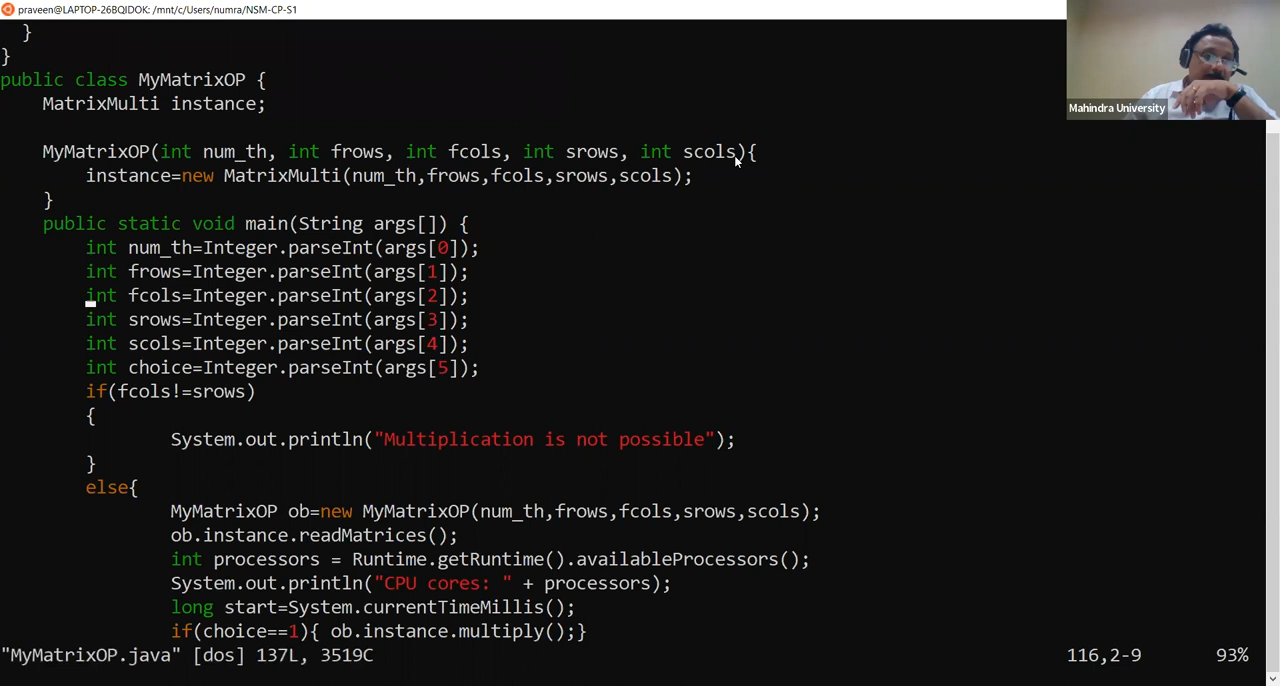 praveen@LAPTOP-26BQIDOK: /mnt/c/Users/numra/NSM-CP-S1
}
}
public class MyMatrixOP {
MatrixMulti instance;
MyMatrixOP(int num_th, int frows, int fcols, int srows, int scols){
instance=new MatrixMulti(num_th,frows,fcols,srows,scols);
}
public static void main(String args[]) {
int num_th=Integer.parseInt(args[0]);
int frows=Integer.parseInt(args[1]);
int fcols=Integer.parseInt(args[2]);
int srows=Integer.parseInt(args[3]);
int scols=Integer.parseInt(args[4]);
int choice=Integer.parseInt(args[5]);
if(fcols!=srows)
{
System.out.println("Multiplication is not possible");
}
else{
MyMatrixOP ob=new MyMatrixOP(num_th,frows,fcols,srows,scols);
ob.instance.readMatrices();
int processors = Runtime.getRuntime().availableProcessors();
System.out.println("CPU cores: " + processors);
long start=System.currentTimeMillis();
if(choice==1){ ob.instance.multiply();}
"MyMatrixOP.java" [dos] 137L, 3519C 116,2-9 93%
Mahindra University